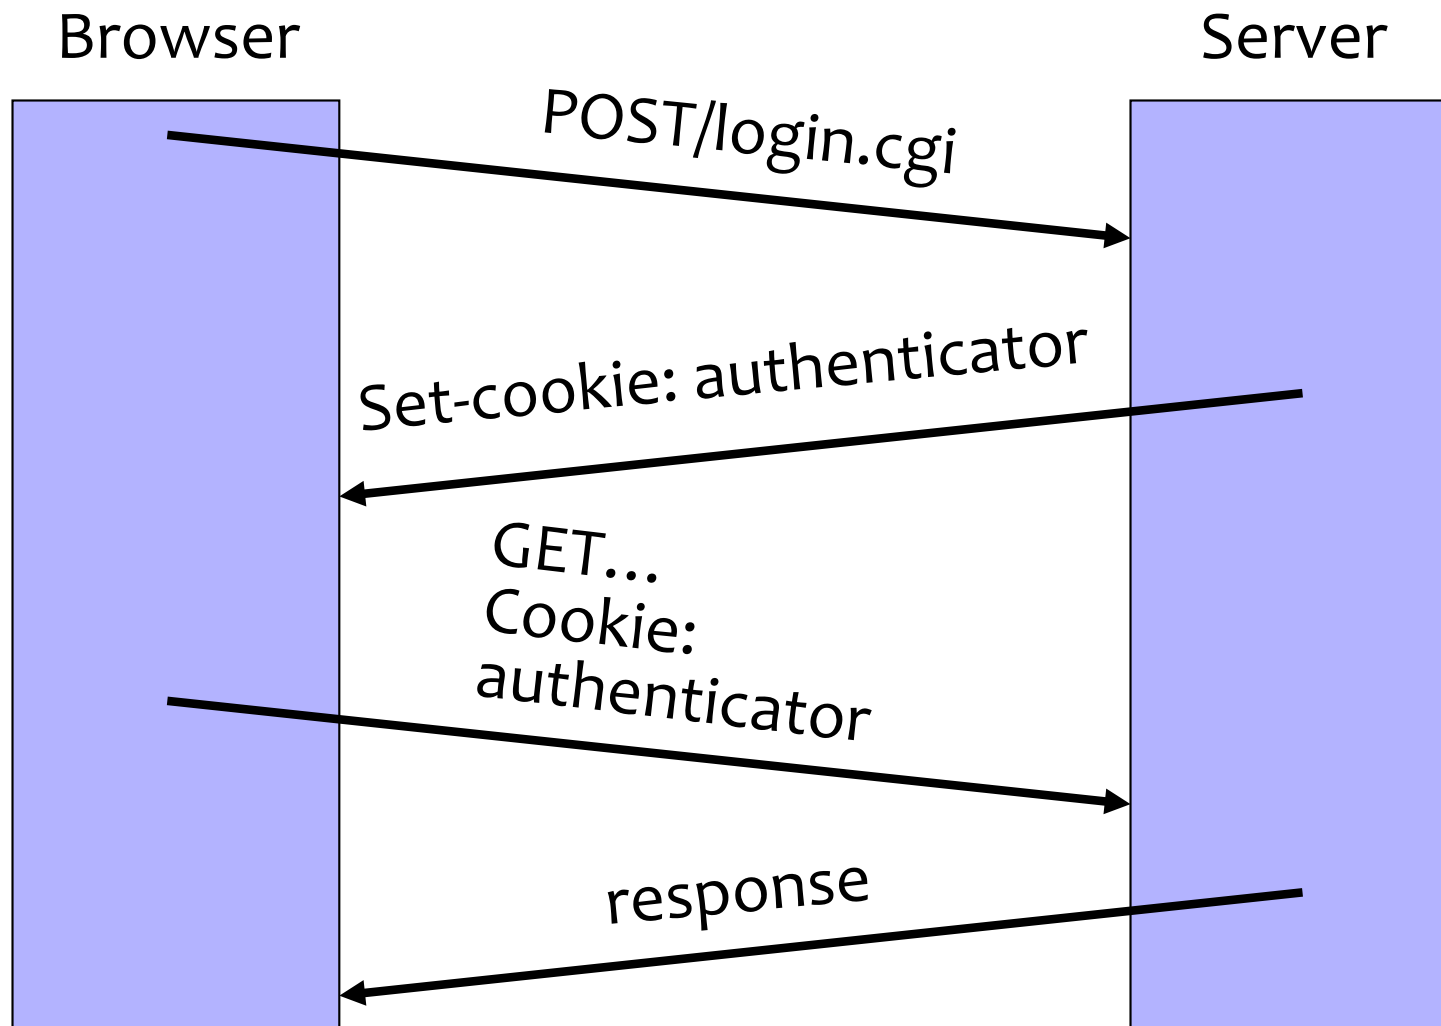 Browser
Server
POST/login.cgi
Set-cookie: authenticator
GET...
Cookie:
authenticator
response